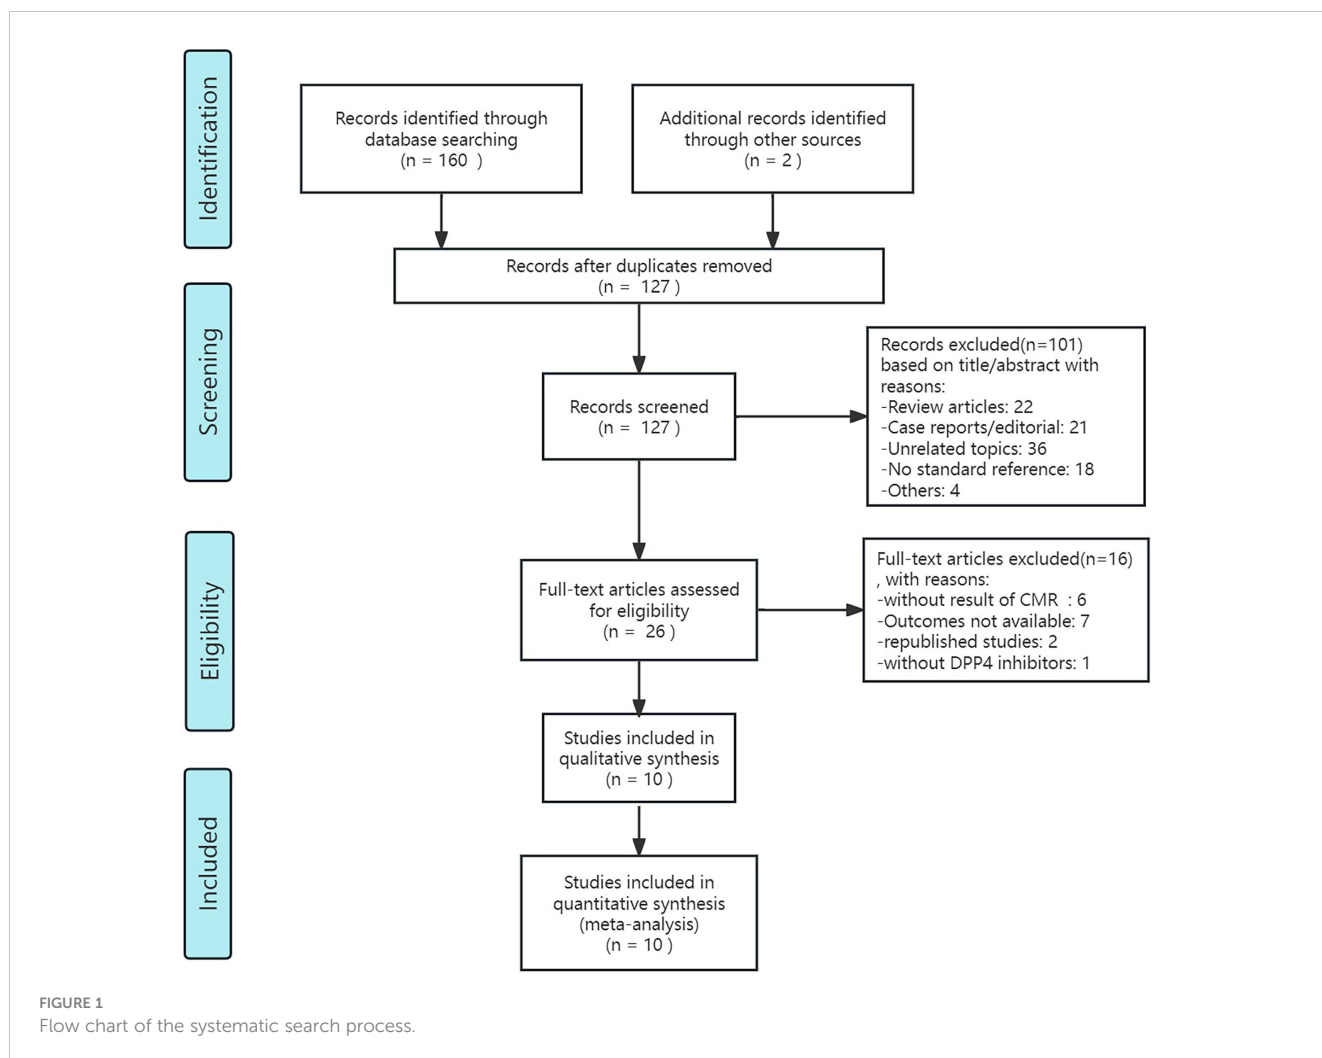 Identification
Records identified through
database searching
(n = 160  )
Additional records identified
through other sources
(n = 2 )
Records after duplicates removed
(n =  127 )
Screening
Records screened
(n =  127 )
Records excluded(n=101)
based on title/abstract with
reasons:
-Review articles: 22
-Case reports/editorial: 21
-Unrelated topics: 36
-No standard reference: 18
-Others: 4
Eligibility
Full-text articles assessed
for eligibility
(n =  26 )
Full-text articles excluded(n=16)
, with reasons:
-without result of CMR  : 6
-Outcomes not available: 7
-republished studies: 2
-without DPP4 inhibitors: 1
Studies included in
qualitative synthesis
(n = 10 )
Included
Studies included in
quantitative synthesis
(meta-analysis)
(n = 10 )
FIGURE 1
Flow chart of the systematic search process.